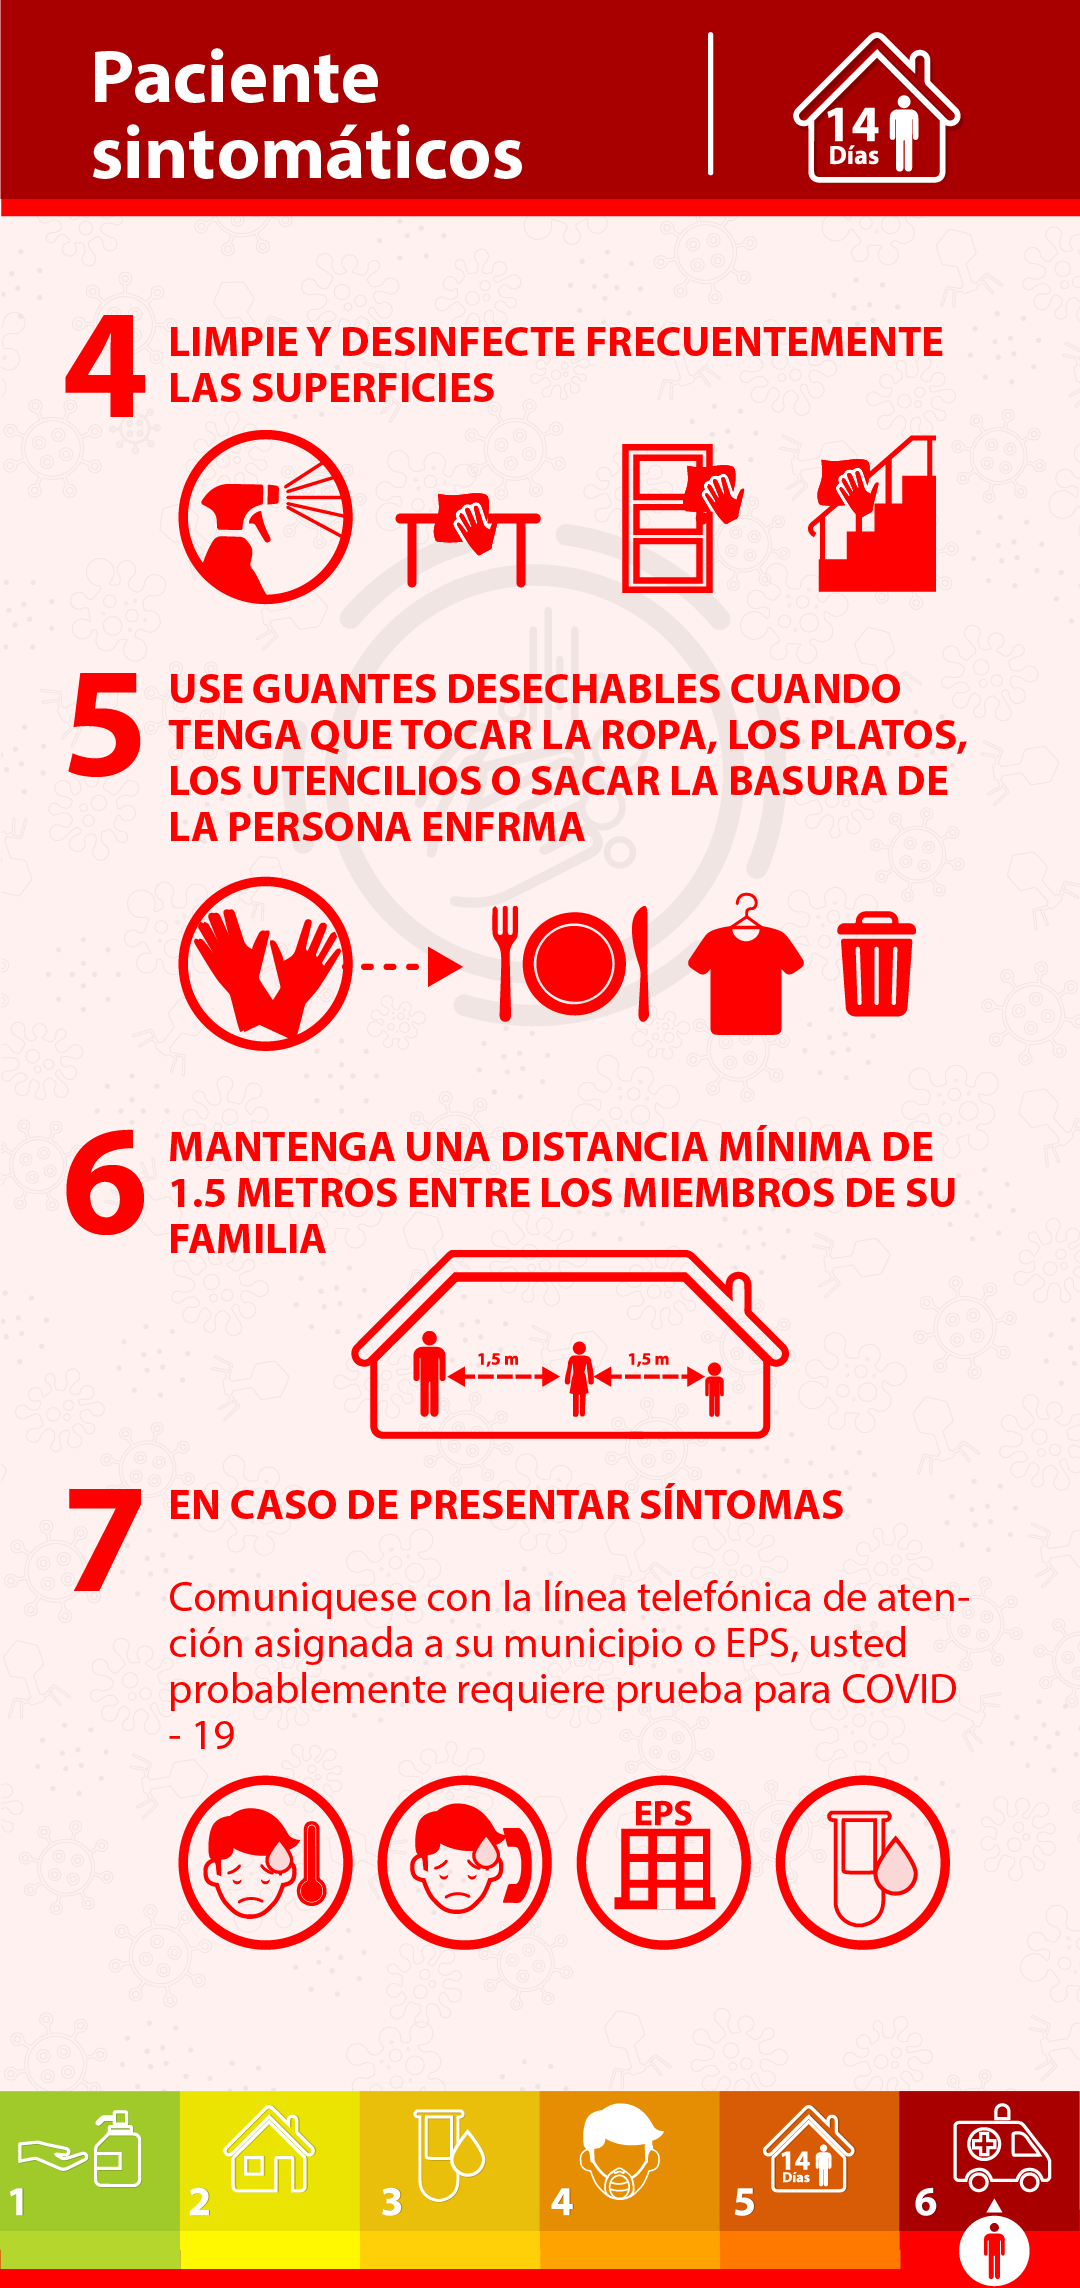 Paciente
sintomáticos
14
Días
4
LIMPIE Y DESINFECTE FRECUENTEMENTE
LAS SUPERFICIES
5
USE GUANTES DESECHABLES CUANDO
TENGA QUE TOCAR LA ROPA, LOS PLATOS,
LOS UTENCILIOS O SACAR LA BASURA DE
LA PERSONA ENFRMA
6
MANTENGA UNA DISTANCIA MÍNIMA DE
1.5 METROS ENTRE LOS MIEMBROS DE SU
FAMILIA
1,5 m
1,5 m
7
EN CASO DE PRESENTAR SÍNTOMAS
Comuniquese con la línea telefónica de aten-
ción asignada a su municipio o EPS, usted
probablemente requiere prueba para COVID
- 19
EPS
1
2
3
4
14
Días
5
6